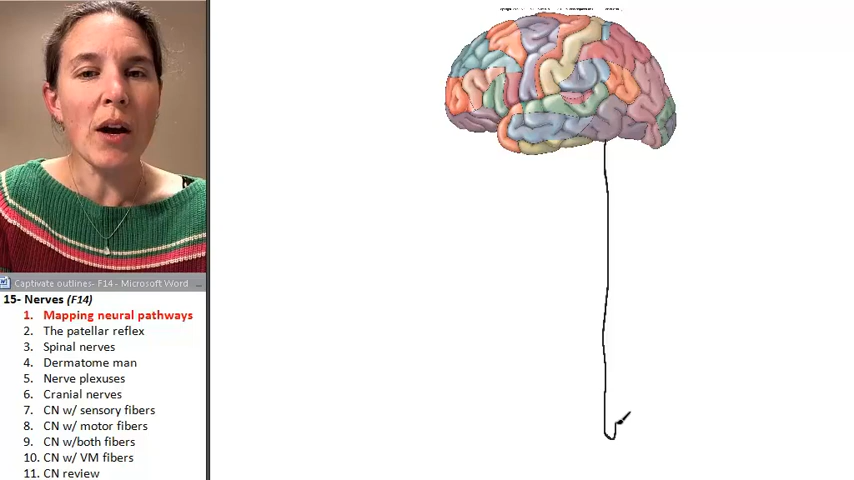 Captivate outlines- F14 - Microsoft Word
15- Nerves (F14)
1. Mapping neural pathways
2. The patellar reflex
3. Spinal nerves
4. Dermatome man
5. Nerve plexuses
6. Cranial nerves
7. CN w/ sensory fibers
8. CN w/ motor fibers
9. CN w/both fibers
10. CN w/ VM fibers
11. CN review